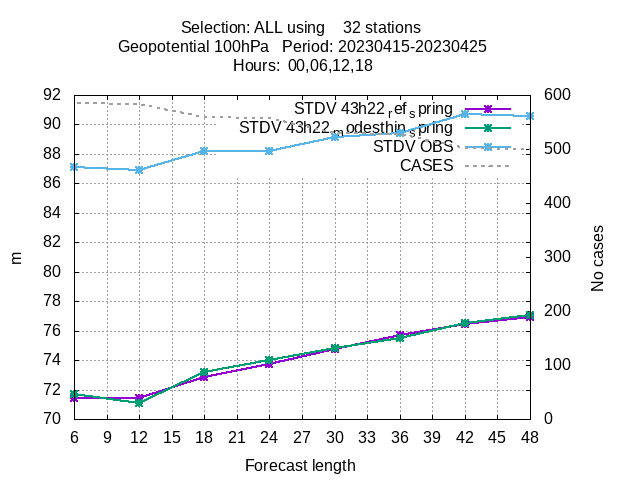 Selection: ALL using    32 stations
Geopotential 100hPa   Period: 20230415-20230425
Hours:  00,06,12,18
92
90
88
86
84
82
80
78
76
74
72
70
m
600
500
400
300
200
100
0
No cases
STDV 43h22_ref_spring
STDV 43h22_modesthin_spring
STDV OBS
CASES
6 9 12 15 18 21 24 27 30 33 36 39 42 45 48
Forecast length